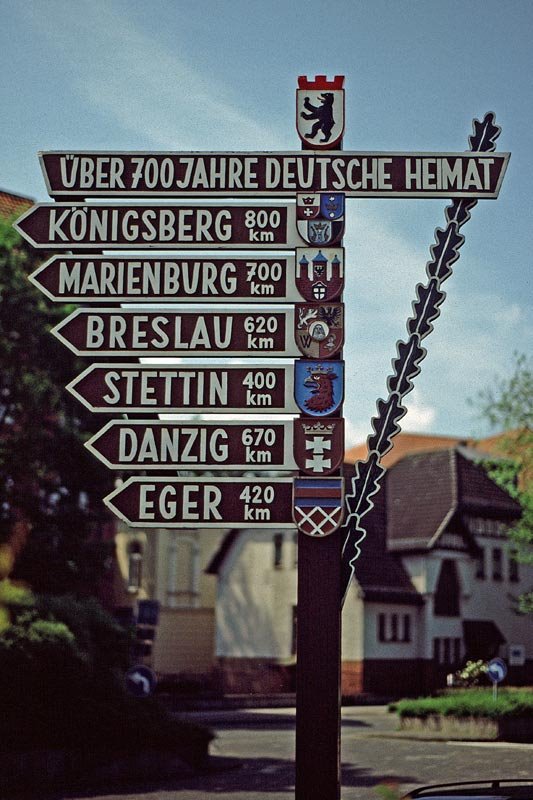 ÜBER 700 JAHRE DEUTSCHE HEIMAT
KÖNIGSBERG 800 km
MARIENBURG 700 km
BRESLAU 620 km
STETTIN 400 km
DANZIG 670 km
EGER 420 km